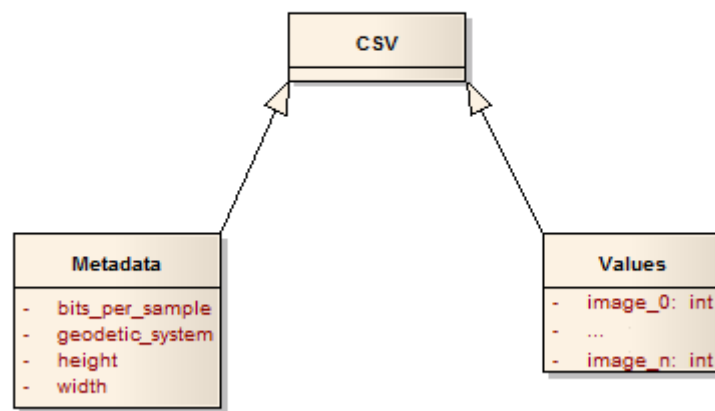 CSV
Metadata
- bits_per_sample
- geodetic_system
- height
- width
Values
- image_0: int
- ...
- image_n: int